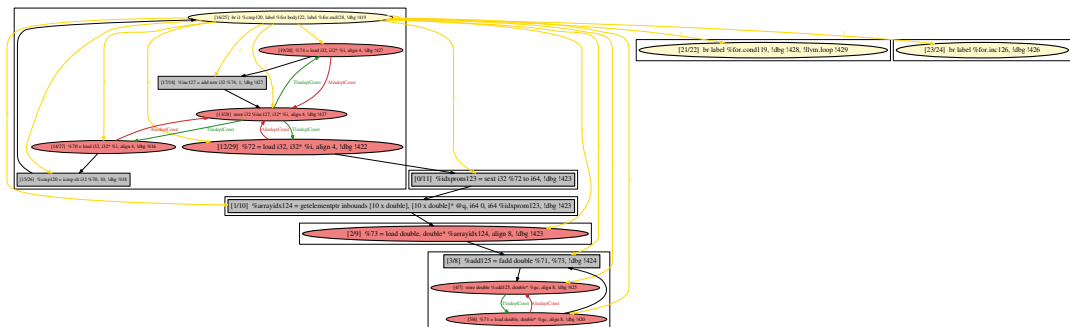 [16/25] br i1 %cmp120, label %for.body122, label %for.end128, !dbg !419
[19/20] %74 = load i32, i32* %i, align 4, !dbg !427
[21/22] br label %for.cond119, !dbg !428, !llvm.loop !429
[23/24] br label %for.inc126, !dbg !426
[17/18] %inc127 = add nsw i32 %74, 1, !dbg !427
TIndeptConst
AIindeptConst
[13/28] store i32 %inc127, i32* %i, align 4, !dbg !427
[14/27] %70 = load i32, i32* %i, align 4, !dbg !416
[12/29] %72 = load i32, i32* %i, align 4, !dbg !422
[15/26] %cmp120 = icmp slt i32 %70, 10, !dbg !418
[0/11] %idxprom123 = sext i32 %72 to i64, !dbg !423
[1/10] %arrayidx124 = getelementptr inbounds [10 x double], [10 x double]* @q, i64 0, i64 %idxprom123, !dbg !423
[2/9] %73 = load double, double* %arrayidx124, align 8, !dbg !423
[3/8] %add125 = fadd double %71, %73, !dbg !424
[4/7] store double %add125, double* %qc, align 8, !dbg !425
[5/6] %71 = load double, double* %qc, align 8, !dbg !420